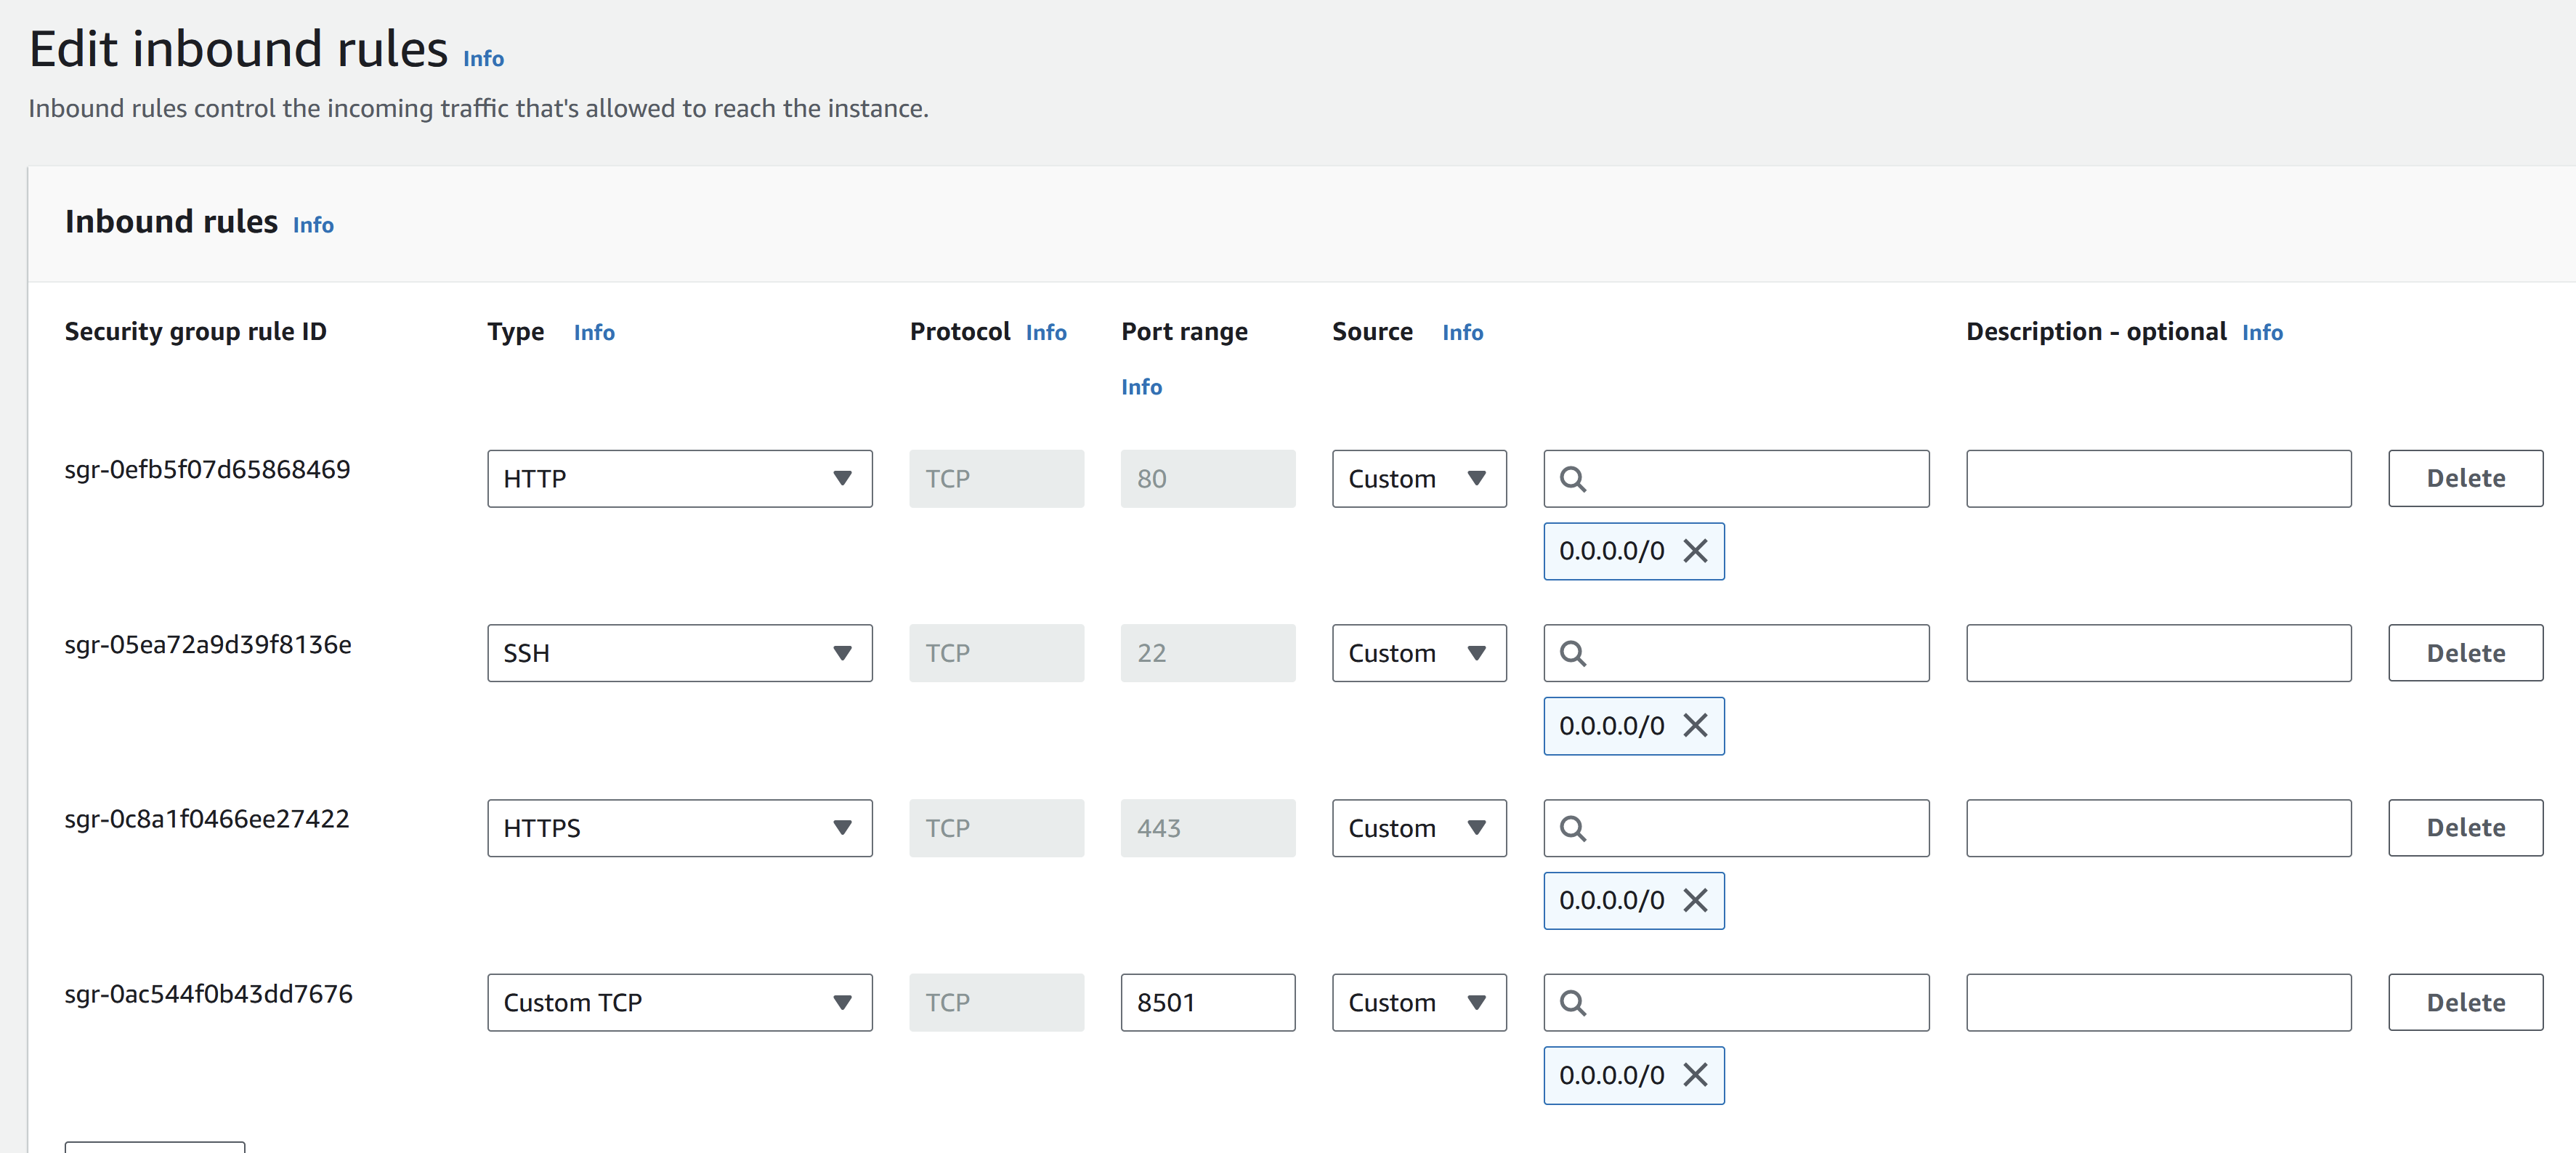 Edit inbound rules Info
Inbound rules control the incoming traffic that's allowed to reach the instance.
Inbound rules Info
Security group rule ID Type Info Protocol Info Port range Info Source Info Description - optional Info
sgr-0efb5f07d65868469 HTTP TCP 80 Custom Delete
0.0.0.0/0
sgr-05ea72a9d39f8136e SSH TCP 22 Custom Delete
0.0.0.0/0
sgr-0c8a1f0466ee27422 HTTPS TCP 443 Custom Delete
0.0.0.0/0
sgr-0ac544f0b43dd7676 Custom TCP TCP 8501 Custom Delete
0.0.0.0/0